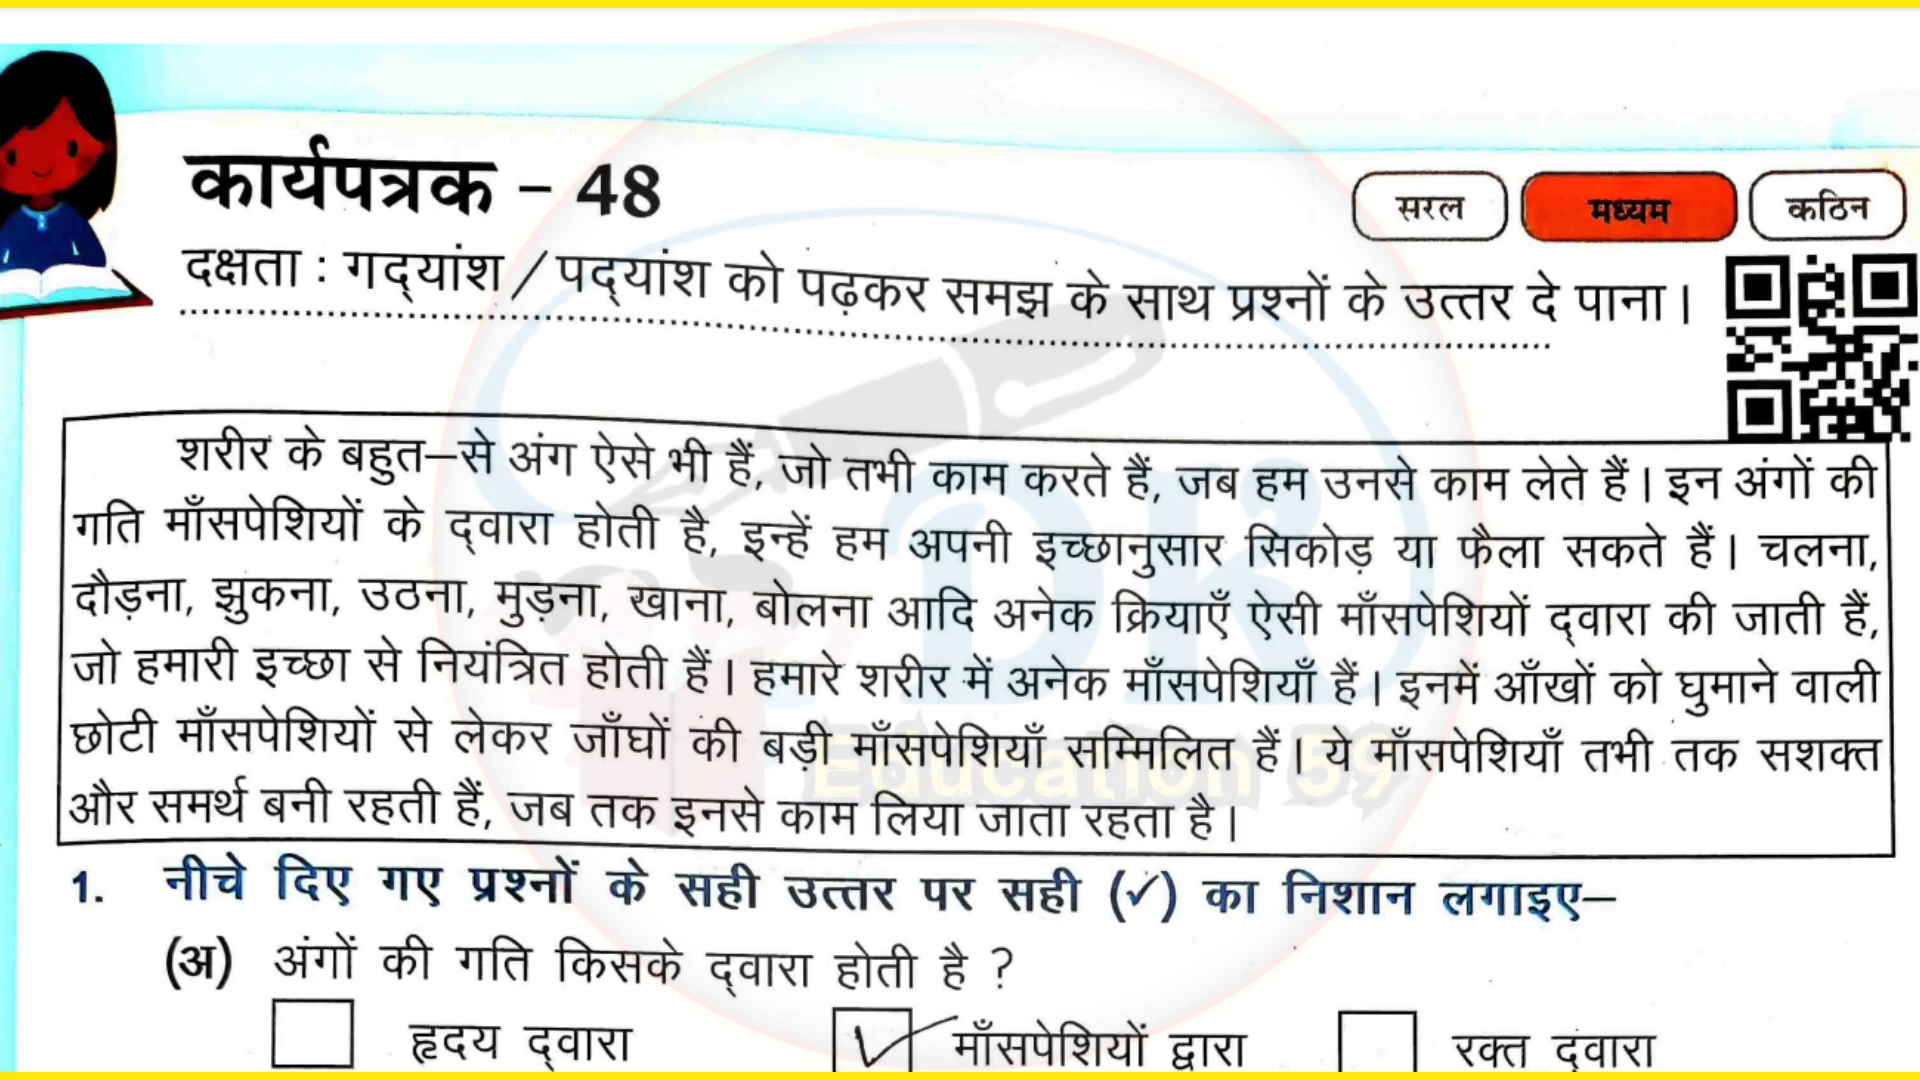 कार्यपत्रक – 48
सरल
मध्यम
कठिन
दक्षता : गद्यांश / पद्यांश को पढ़कर समझ के साथ प्रश्नों के उत्तर दे पाना।
शरीर के बहुत–से अंग ऐसे भी हैं, जो तभी काम करते हैं, जब हम उनसे काम लेते हैं। इन अंगों की
गति माँसपेशियों के द्वारा होती है, इन्हें हम अपनी इच्छानुसार सिकोड़ या फैला सकते हैं। चलना,
दौड़ना, झुकना, उठना, मुड़ना, खाना, बोलना आदि अनेक क्रियाएँ ऐसी माँसपेशियों द्वारा की जाती हैं,
जो हमारी इच्छा से नियंत्रित होती हैं। हमारे शरीर में अनेक माँसपेशियाँ हैं। इनमें आँखों को घुमाने वाली
छोटी माँसपेशियों से लेकर जाँघों की बड़ी माँसपेशियाँ सम्मिलित हैं। ये माँसपेशियाँ तभी तक सशक्त
और समर्थ बनी रहती हैं, जब तक इनसे काम लिया जाता रहता है।
DK
Education 59
1. नीचे दिए गए प्रश्नों के सही उत्तर पर सही (✓) का निशान लगाइए–
(अ) अंगों की गति किसके द्वारा होती है ?
हृदय द्वारा
✓ माँसपेशियों द्वारा
रक्त द्वारा